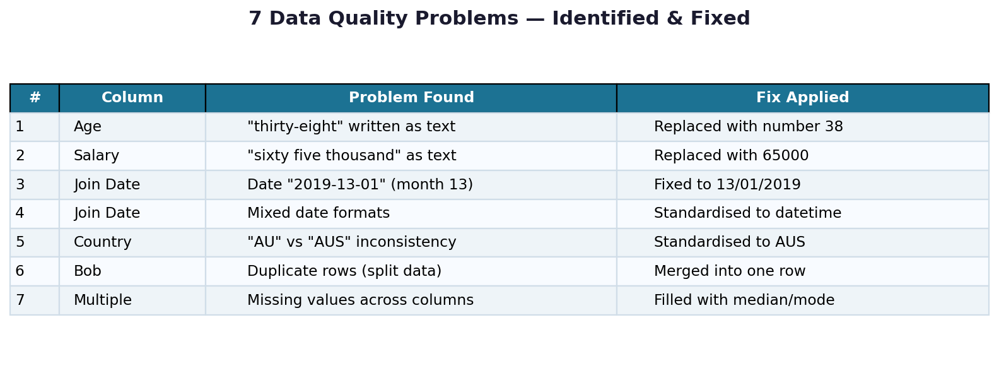 7 Data Quality Problems — Identified & Fixed
# Column Problem Found Fix Applied
1 Age "thirty-eight" written as text Replaced with number 38
2 Salary "sixty five thousand" as text Replaced with 65000
3 Join Date Date "2019-13-01" (month 13) Fixed to 13/01/2019
4 Join Date Mixed date formats Standardised to datetime
5 Country "AU" vs "AUS" inconsistency Standardised to AUS
6 Bob Duplicate rows (split data) Merged into one row
7 Multiple Missing values across columns Filled with median/mode